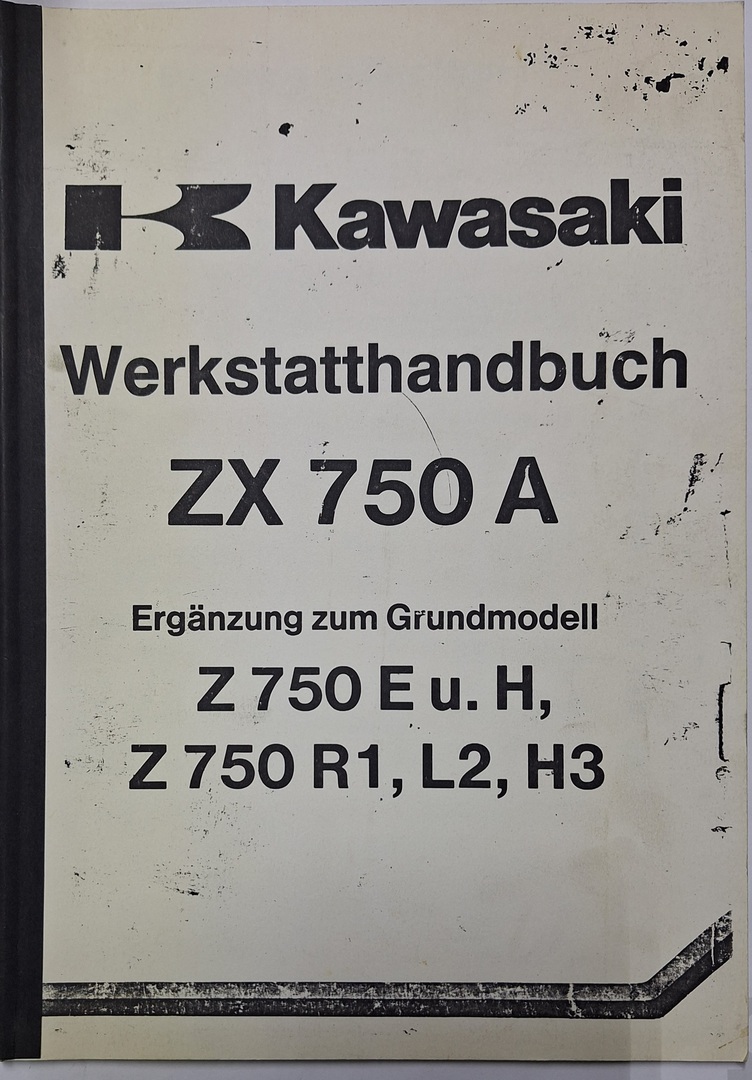 Kawasaki
Werkstatthandbuch
ZX 750 A
Ergänzung zum Grundmodell
Z 750 E u. H,
Z 750 R1, L2, H3